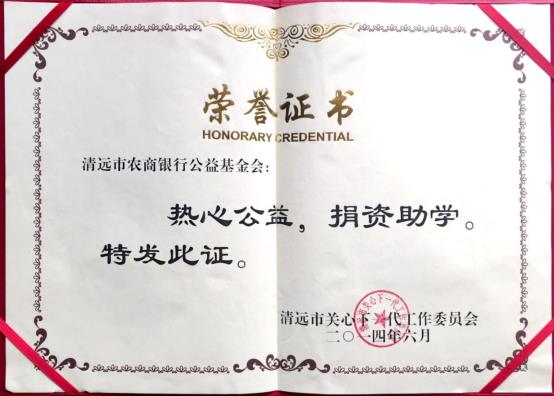 荣誉证书
HONORARY CREDENTIAL
清远市农商银行公益基金会：
热心公益，捐资助学。
特发此证。
清远市关心下一代工作委员会
二〇一四年六月